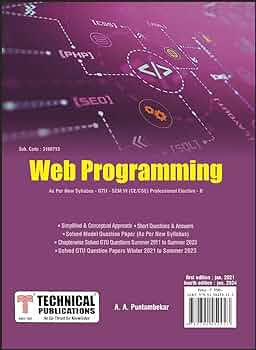 </>
[PHP]
[SEO]
Sub. Code : 3160713
Web Programming
As Per New Syllabus - GTU - SEM VI (CE/CSE) Professional Elective - II
• Simplified & Conceptual Approach • Short Questions & Answers
• Solved Model Question Paper (As Per New Syllabus)
• Chapterwise Solved GTU Questions Summer 2011 to Summer 2023
• Solved GTU Question Papers Winter 2021 to Summer 2023
first edition : jan. 2021
fourth edition : jan. 2024
TECHNICAL
PUBLICATIONS
An Up-Thrust for Knowledge
A. A. Puntambekar